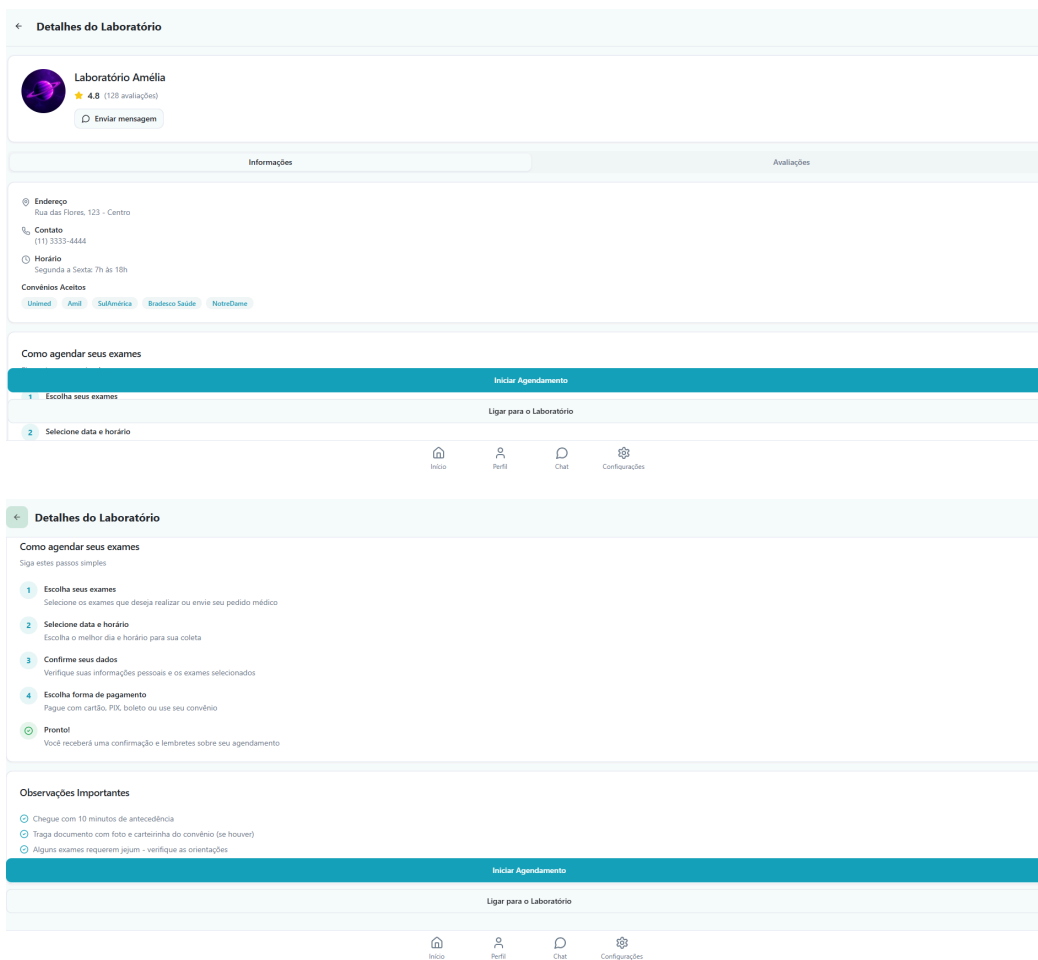 Detalhes do Laboratório
Laboratório Amélia
4.8 (128 avaliações)
Enviar mensagem
Informações
Avaliações
Endereço
Rua das Flores, 123 - Centro
Contato
(11) 3333-4444
Horário
Segunda a Sexta: 7h às 18h
Convênios Aceitos
Unimed Amil SulAmérica Bradesco Saúde NotreDame
Como agendar seus exames
Iniciar Agendamento
1 Escolha seus exames
Ligar para o Laboratório
2 Selecione data e horário
Início Perfil Chat Configurações
Detalhes do Laboratório
Como agendar seus exames
Siga estes passos simples
1 Escolha seus exames
Selecione os exames que deseja realizar ou envie seu pedido médico
2 Selecione data e horário
Escolha o melhor dia e horário para sua coleta
3 Confirme seus dados
Verifique suas informações pessoais e os exames selecionados
4 Escolha forma de pagamento
Pague com cartão, PIX, boleto ou use seu convênio
Pronto!
Você receberá uma confirmação e lembretes sobre seu agendamento
Observações Importantes
Chegue com 10 minutos de antecedência
Traga documento com foto e carteirinha do convênio (se houver)
Alguns exames requerem jejum - verifique as orientações
Iniciar Agendamento
Ligar para o Laboratório
Início Perfil Chat Configurações